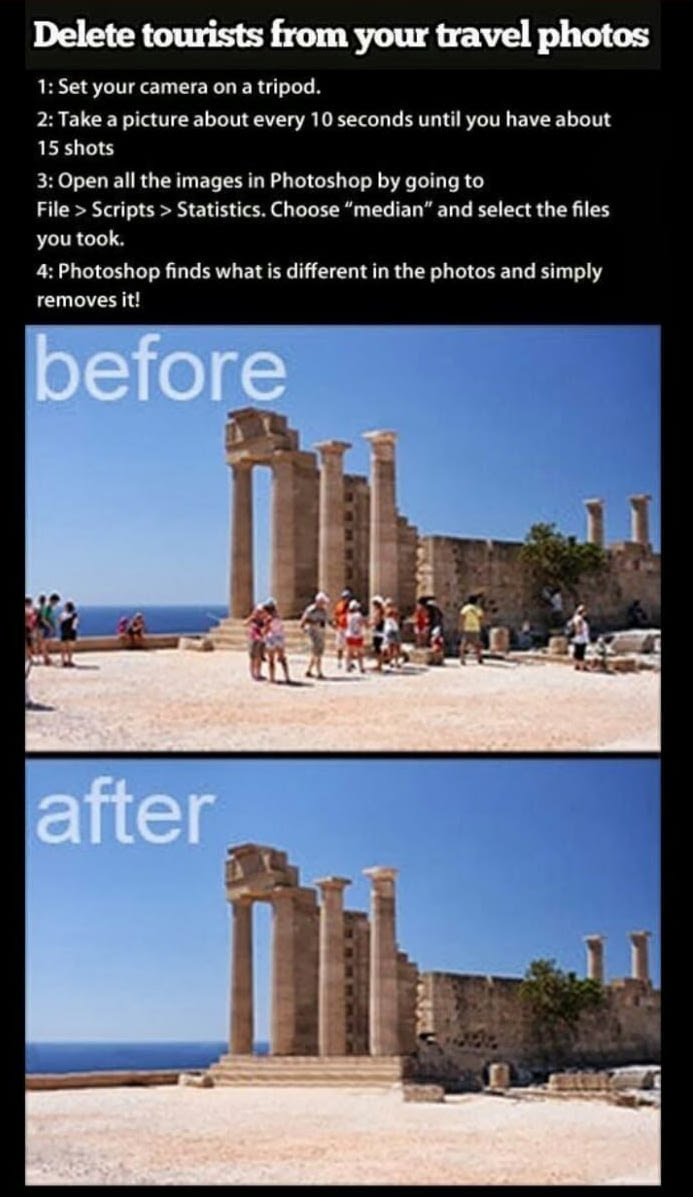 Delete tourists from your travel photos
1: Set your camera on a tripod.
2: Take a picture about every 10 seconds until you have about
15 shots
3: Open all the images in Photoshop by going to
File > Scripts > Statistics. Choose “median” and select the files
you took.
4: Photoshop finds what is different in the photos and simply
removes it!
before
after